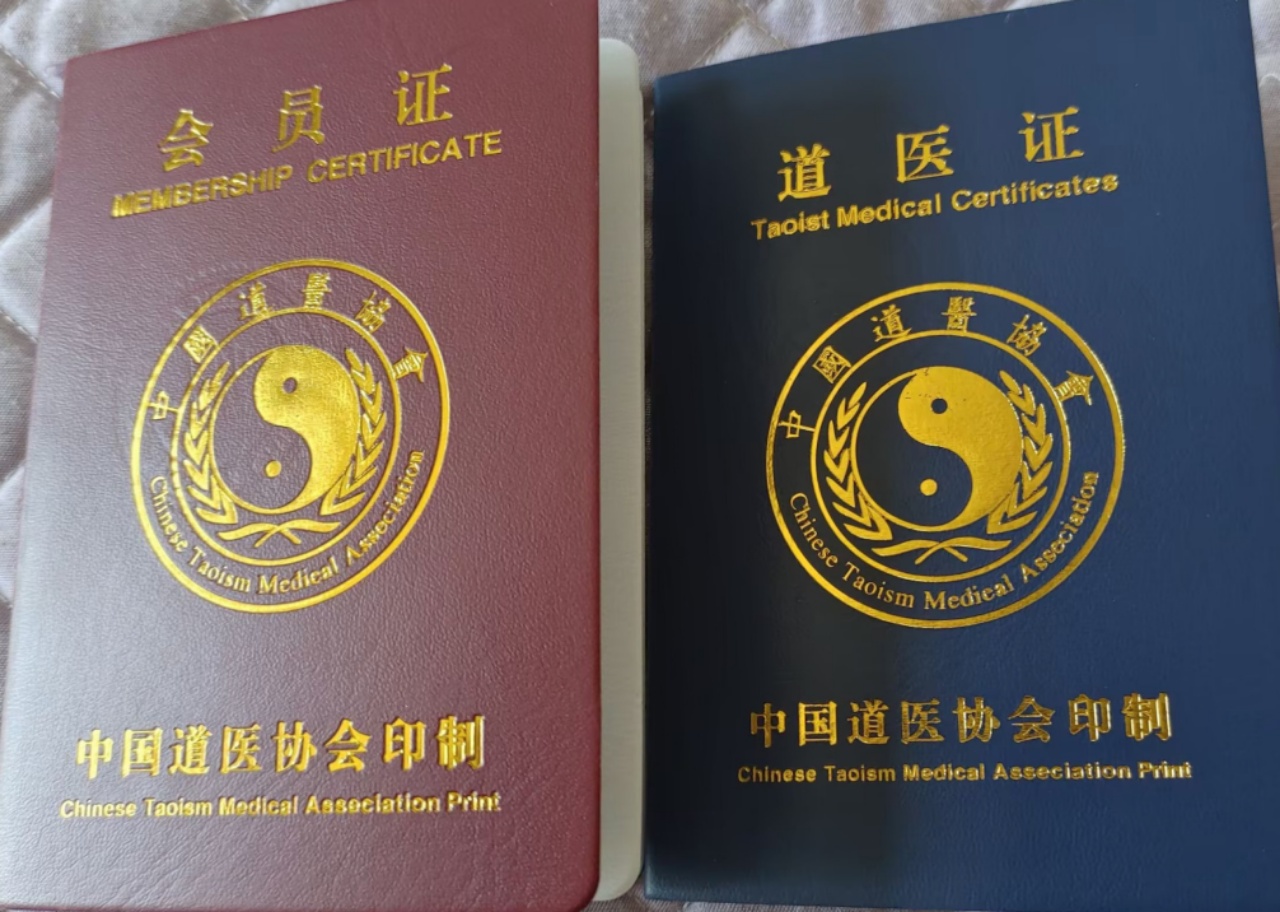 会员证
MEMBERSHIP CERTIFICATE
中國道醫協會
Chinese Taoism Medical Association
中国道医协会印制
Chinese Taoism Medical Association Print
道医证
Taoist Medical Certificates
中國道醫協會
Chinese Taoism Medical Association
中国道医协会印制
Chinese Taoism Medical Association Print